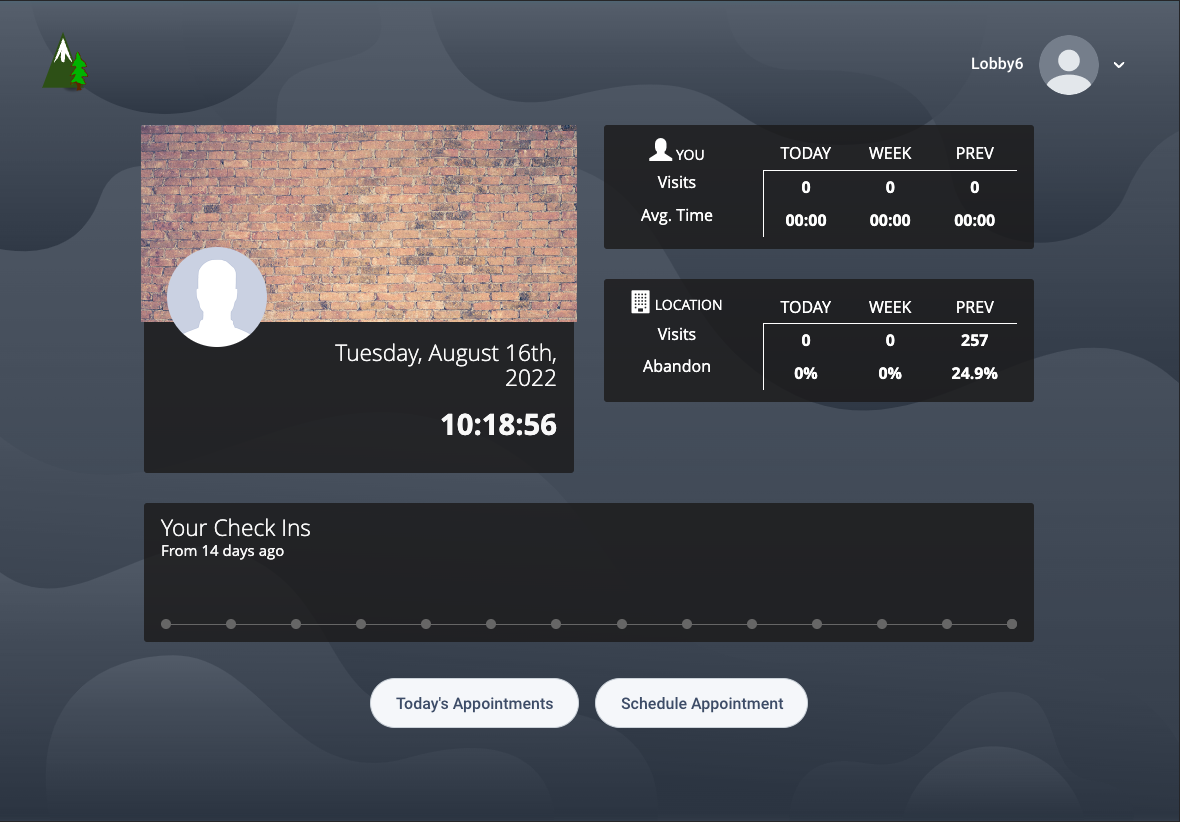 Lobby6
YOU TODAY WEEK PREV
Visits 0 0 0
Avg. Time 00:00 00:00 00:00
LOCATION TODAY WEEK PREV
Visits 0 0 257
Abandon 0% 0% 24.9%
Tuesday, August 16th,
2022
10:18:56
Your Check Ins
From 14 days ago
Today's Appointments Schedule Appointment